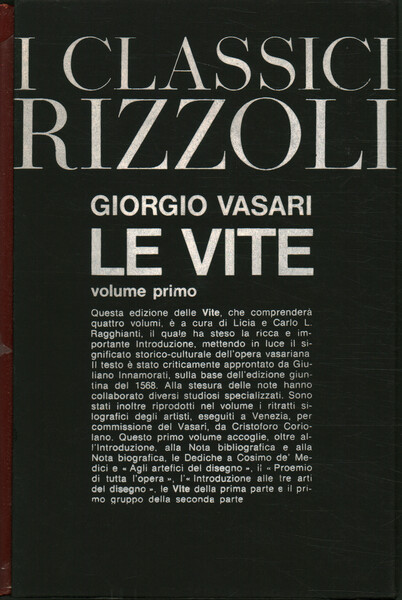 I CLASSICI
RIZZOLI
GIORGIO VASARI
LE VITE
volume primo
Questa edizione delle Vite, che comprenderà
quattro volumi, è a cura di Licia e Carlo L.
Ragghianti, il quale ha steso la ricca e im-
portante Introduzione, mettendo in luce il si-
gnificato storico-culturale dell'opera vasariana
Il testo è stato criticamente approntato da Giu-
liano Innamorati, sulla base dell'edizione giun-
tina del 1568. Alla stesura delle note hanno
collaborato diversi studiosi specializzati. Sono
stati inoltre riprodotti nel volume i ritratti si-
lografici degli artisti, eseguiti a Venezia, per
commissione del Vasari, da Cristoforo Corio-
lano. Questo primo volume accoglie, oltre al-
l'Introduzione, alla Nota bibliografica e alla
Nota biografica, le Dediche a Cosimo de' Me-
dici e « Agli artefici del disegno », il « Proemio
di tutta l'opera », l'« Introduzione alle tre arti
del disegno », le Vite della prima parte e il pri-
mo gruppo della seconda parte